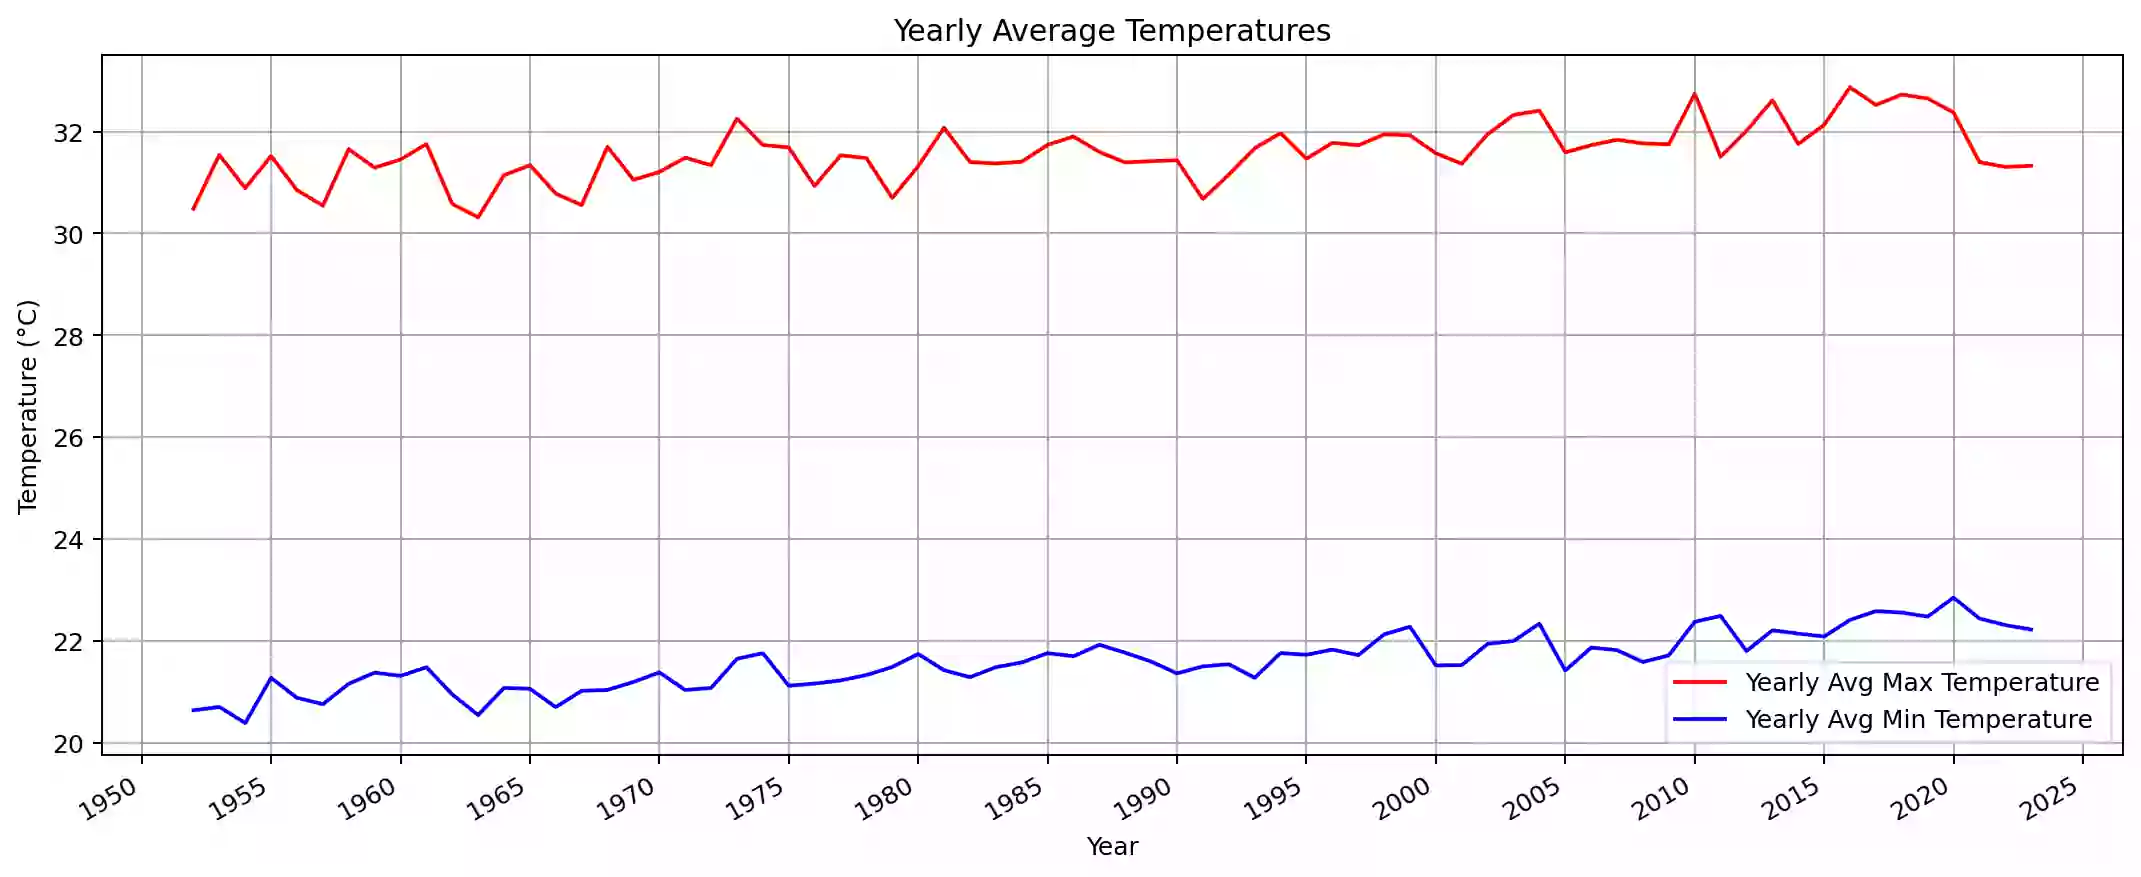 Yearly Average Temperatures
Temperature (°C)
32
30
28
26
24
22
20
Yearly Avg Max Temperature
Yearly Avg Min Temperature
1950 1955 1960 1965 1970 1975 1980 1985 1990 1995 2000 2005 2010 2015 2020 2025
Year